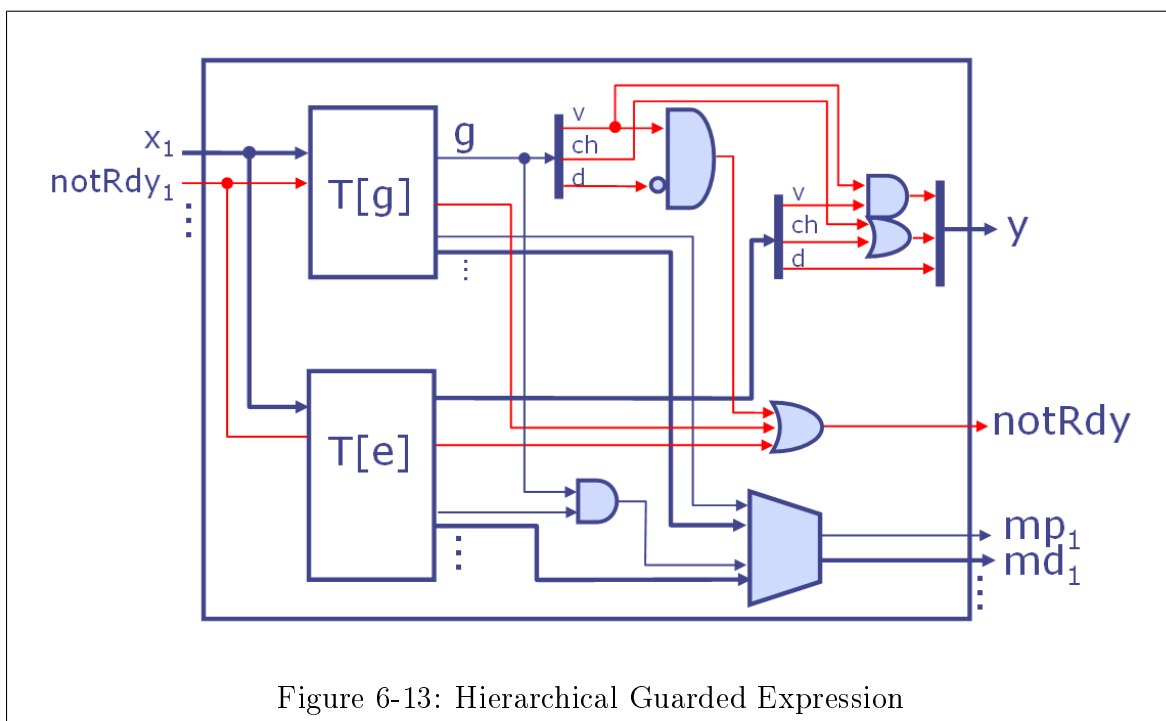 g
v
ch
d
x₁
notRdy₁
T[g]
v
ch
d
y
T[e]
notRdy
mp₁
md₁
Figure 6-13: Hierarchical Guarded Expression